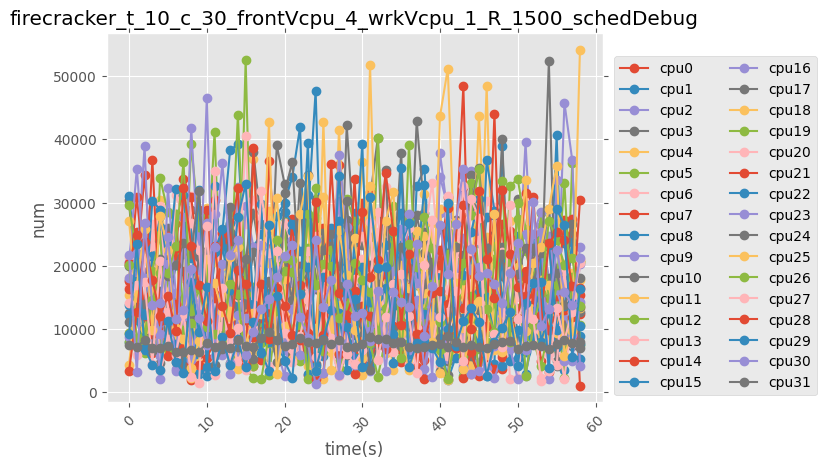 firecracker_t_10_c_30_frontVcpu_4_wrkVcpu_1_R_1500_schedDebug
num
50000
40000
30000
20000
10000
0
0
10
20
30
40
50
60
time(s)
cpu0
cpu1
cpu2
cpu3
cpu4
cpu5
cpu6
cpu7
cpu8
cpu9
cpu10
cpu11
cpu12
cpu13
cpu14
cpu15
cpu16
cpu17
cpu18
cpu19
cpu20
cpu21
cpu22
cpu23
cpu24
cpu25
cpu26
cpu27
cpu28
cpu29
cpu30
cpu31